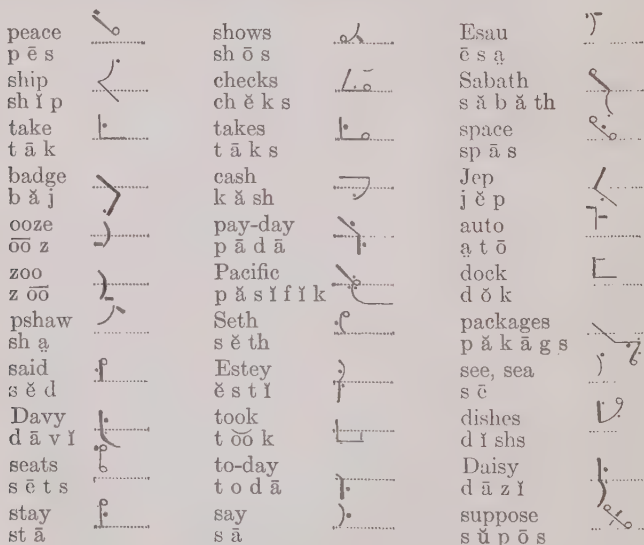 peace
p ē s
ship
sh ĭ p
take
t ā k
badge
b ă j
ooze
o͞o z
zoo
z o͞o
pshaw
sh a̤
said
s ĕ d
Davy
d ā v ĭ
seats
s ē t s
stay
st ā
shows
sh ō s
checks
ch ĕ k s
takes
t ā k s
cash
k ă sh
pay-day
p ā d ā
Pacific
p ă s ĭ f ĭ k
Seth
s ĕ th
Estey
ĕ s t ĭ
took
t o͝o k
to-day
t o d ā
say
s ā
Esau
ē s a̤
Sabath
s ă b ă th
space
sp ā s
Jep
j ĕ p
auto
a̤ t ō
dock
d ŏ k
packages
p ă k ā g s
see, sea
s ē
dishes
d ĭ shs
Daisy
d ā z ĭ
suppose
s ŭ p ō s